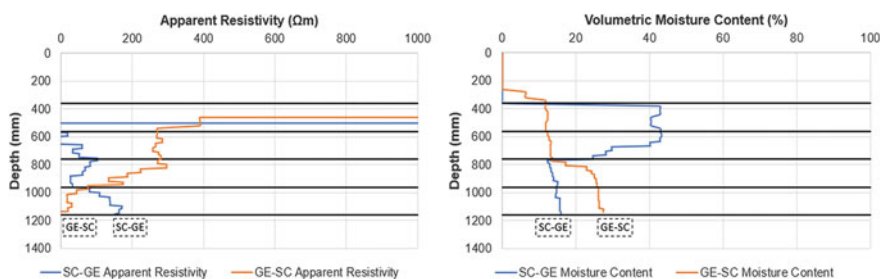 Apparent Resistivity (Ωm)
0 200 400 600 800 1000
0
200
400
600
800
1000
1200
1400
Depth (mm)
GE-SC
SC-GE
SC-GE Apparent Resistivity
GE-SC Apparent Resistivity
Volumetric Moisture Content (%)
0 20 40 60 80 100
0
200
400
600
800
1000
1200
1400
Depth (mm)
SC-GE
GE-SC
SC-GE Moisture Content
GE-SC Moisture Content